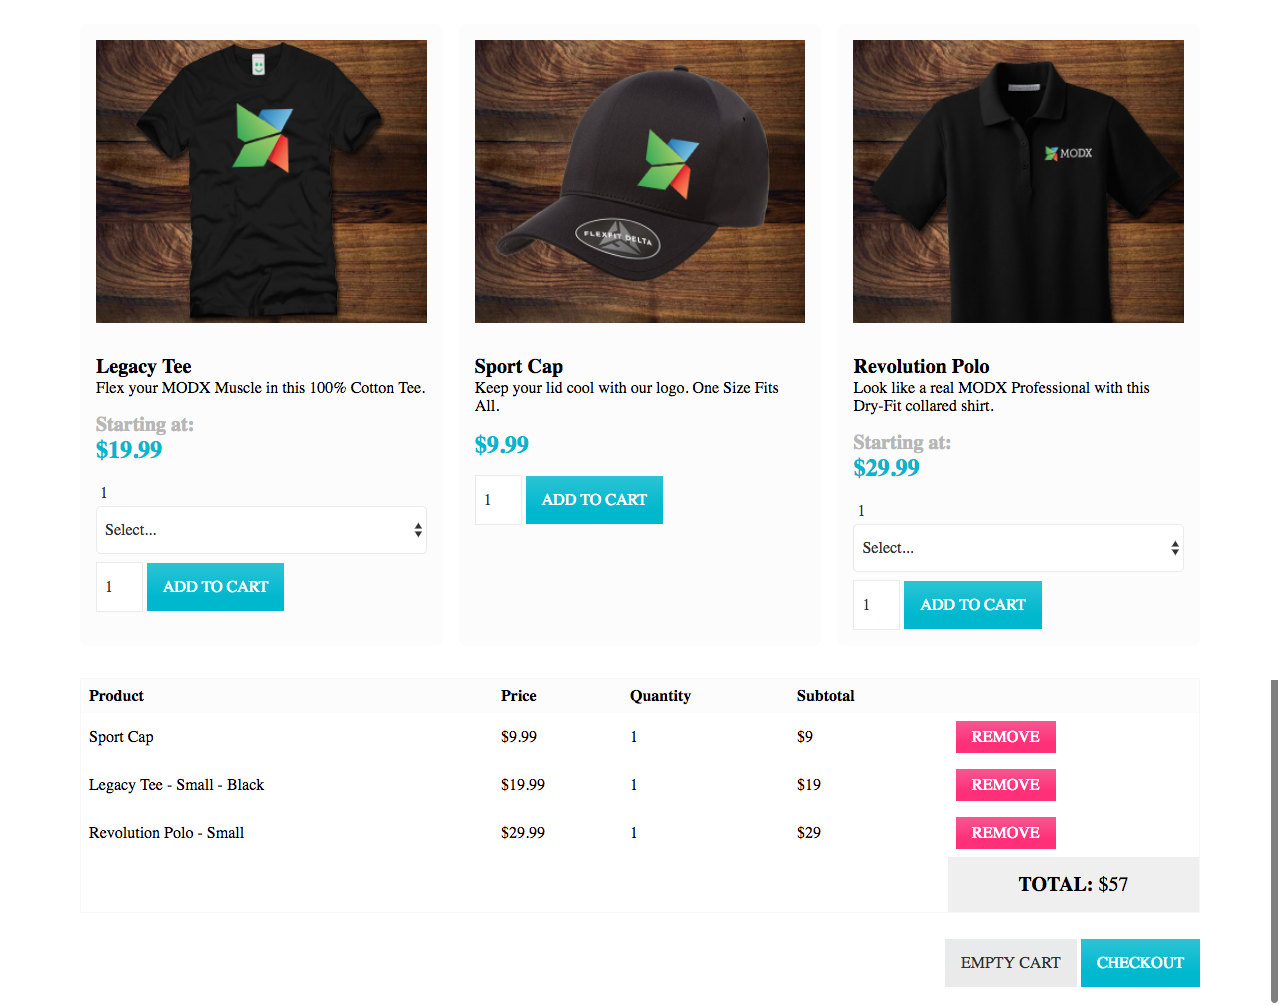 MODX
FLEXFIT DELTA
Legacy Tee
Flex your MODX Muscle in this 100% Cotton Tee.
Starting at:
$19.99
1
Select...
1
ADD TO CART
Sport Cap
Keep your lid cool with our logo. One Size Fits
All.
$9.99
1
ADD TO CART
Revolution Polo
Look like a real MODX Professional with this
Dry-Fit collared shirt.
Starting at:
$29.99
1
Select...
1
ADD TO CART
Product Price Quantity Subtotal
Sport Cap $9.99 1 $9 REMOVE
Legacy Tee - Small - Black $19.99 1 $19 REMOVE
Revolution Polo - Small $29.99 1 $29 REMOVE
TOTAL: $57
EMPTY CART CHECKOUT